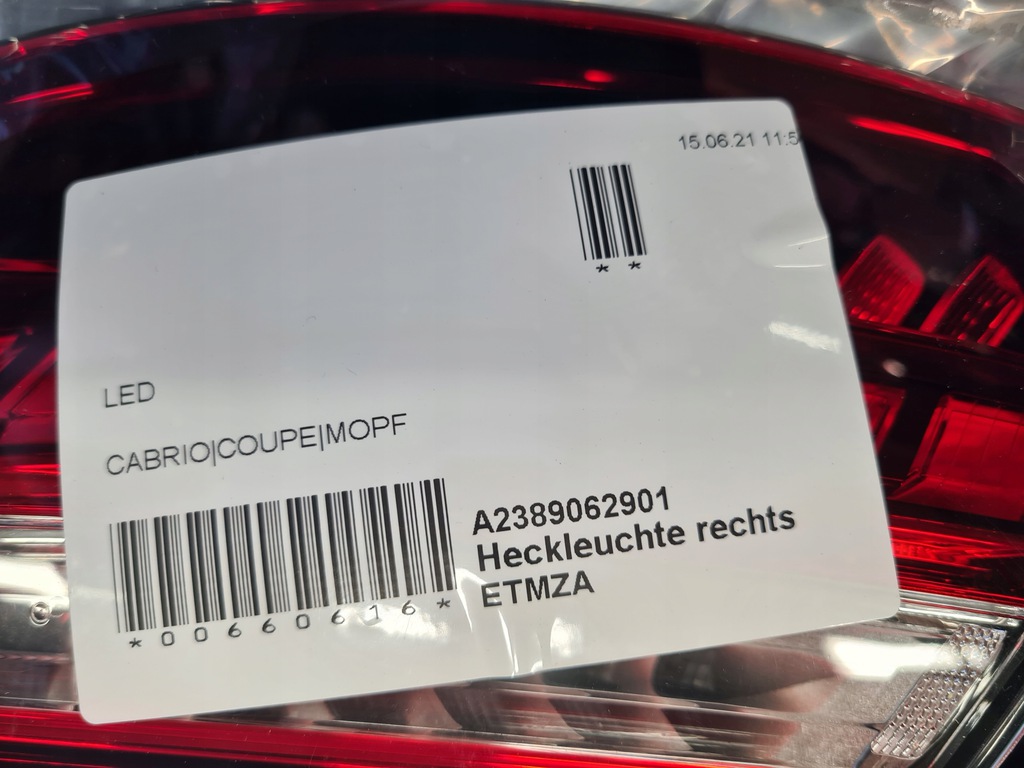 15.06.21 11:5
* *
LED
CABRIO|COUPE|MOPF
A2389062901
Heckleuchte rechts
ETMZA
*00660616*